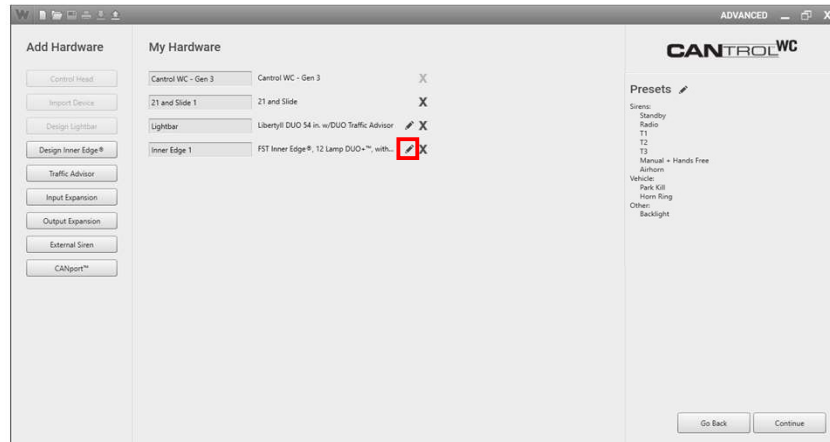 W
ADVANCED
X
Add Hardware
Control Head
Import Device
Design Lightbar
Design Inner Edge®
Traffic Advisor
Input Expansion
Output Expansion
External Siren
CANport™
My Hardware
Cantrol WC - Gen 3 Cantrol WC - Gen 3 X
21 and Slide 1 21 and Slide X
Lightbar LibertyII DUO 54 in. w/DUO Traffic Advisor X
Inner Edge 1 FST Inner Edge®, 12 Lamp DUO+™, with... X
CANTROL WC
Presets
Sirens:
Standby
Radio
T1
T2
T3
Manual + Hands Free
Airhorn
Vehicle:
Park Kill
Horn Ring
Other:
Backlight
Go Back
Continue